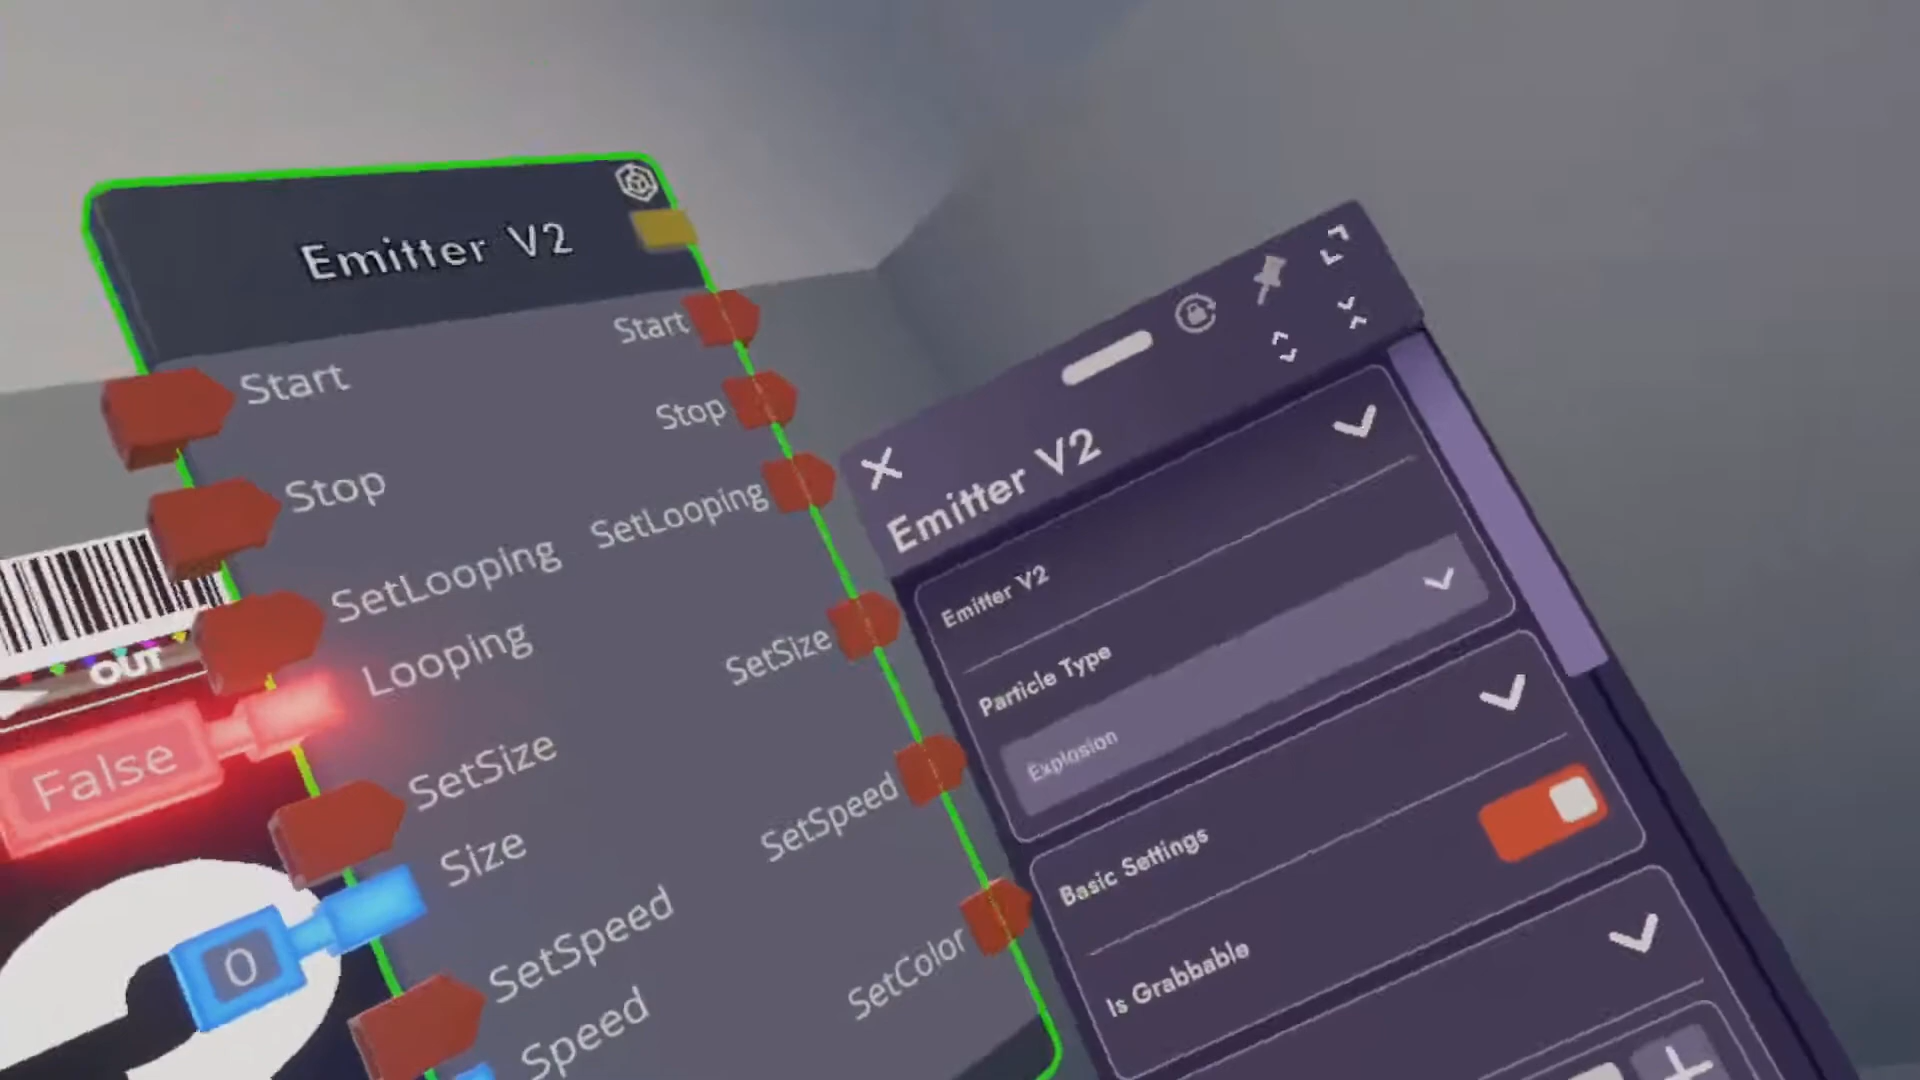 Emitter V2
Start
Start
Stop
Stop
SetLooping
SetLooping
Looping
False
SetSize
SetSize
Size
0
SetSpeed
SetSpeed
Speed
SetColor
OUT
Emitter V2
Emitter V2
Particle Type
Explosion
Basic Settings
Is Grabbable